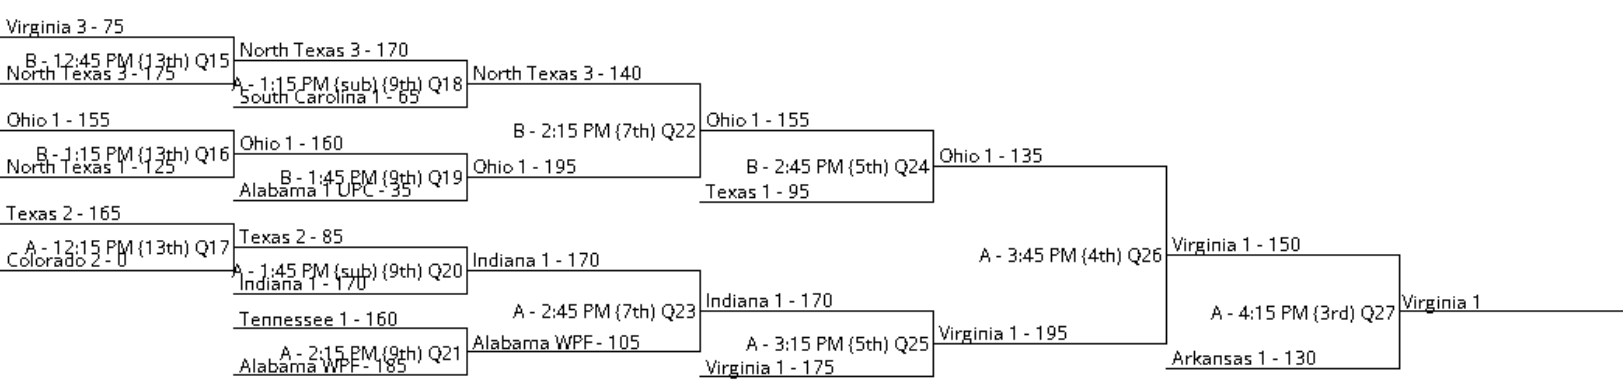 Virginia 3 - 75
B - 12:45 PM (13th) Q15
North Texas 3 - 175
North Texas 3 - 170
A - 1:15 PM (sub) (9th) Q18
South Carolina 1 - 65
North Texas 3 - 140
Ohio 1 - 155
B - 1:15 PM (13th) Q16
North Texas 1 - 125
Ohio 1 - 160
B - 1:45 PM (9th) Q19
Alabama 1 UPC - 35
Ohio 1 - 195
B - 2:15 PM (7th) Q22
Ohio 1 - 155
B - 2:45 PM (5th) Q24
Texas 1 - 95
Ohio 1 - 135
Texas 2 - 165
A - 12:15 PM (13th) Q17
Colorado 2 - 0
Texas 2 - 85
A - 1:45 PM (sub) (9th) Q20
Indiana 1 - 170
Indiana 1 - 170
Tennessee 1 - 160
A - 2:15 PM (9th) Q21
Alabama WPF - 185
Alabama WPF - 105
A - 2:45 PM (7th) Q23
Indiana 1 - 170
A - 3:15 PM (5th) Q25
Virginia 1 - 175
Virginia 1 - 195
A - 3:45 PM (4th) Q26
Virginia 1 - 150
A - 4:15 PM (3rd) Q27
Arkansas 1 - 130
Virginia 1